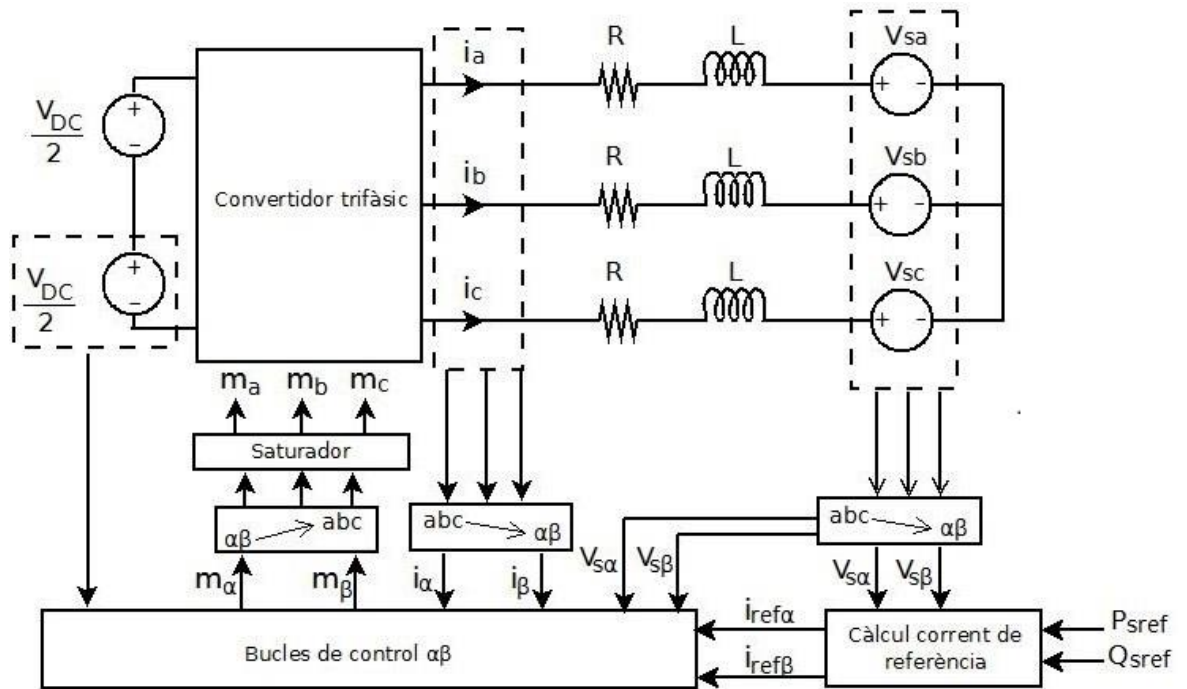 V_DC/2
V_DC/2
Convertidor trifàsic
i_a
i_b
i_c
R
L
R
L
R
L
V_sa
V_sb
V_sc
+
−
+
−
+
−
+
−
+
−
m_a m_b m_c
Saturador
αβ abc
abc αβ
abc αβ
m_α m_β
i_α i_β
V_sα V_sβ
V_sα V_sβ
Bucles de control αβ
i_refα
i_refβ
Càlcul corrent de
referència
P_sref
Q_sref